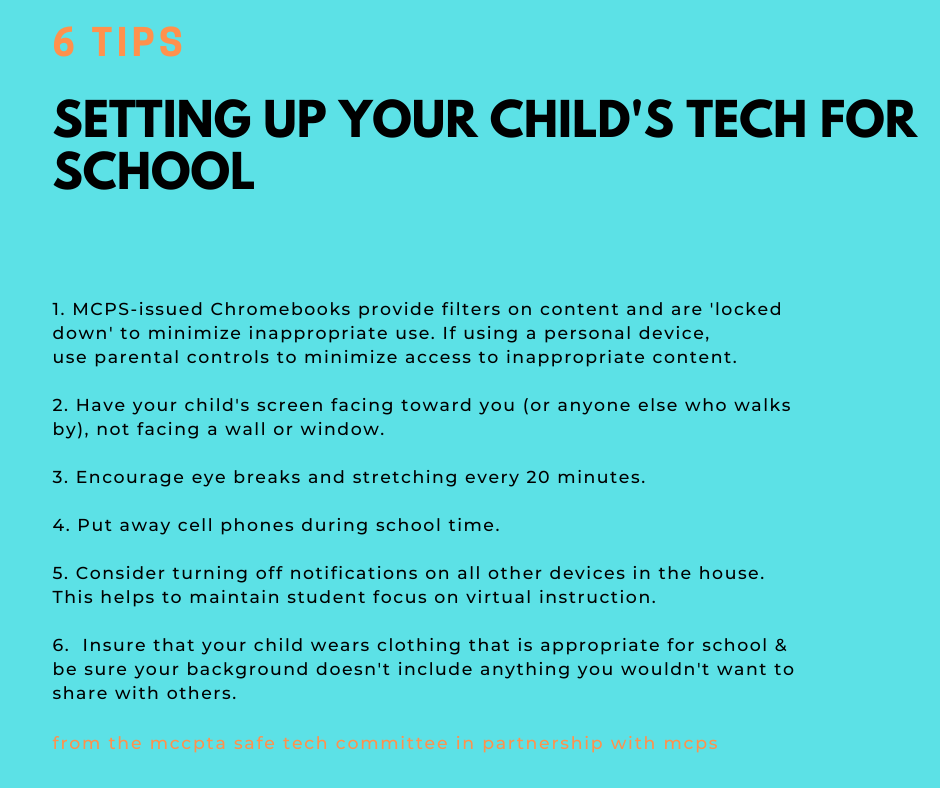 6 TIPS
SETTING UP YOUR CHILD'S TECH FOR
SCHOOL
1. MCPS-issued Chromebooks provide filters on content and are 'locked
down' to minimize inappropriate use. If using a personal device,
use parental controls to minimize access to inappropriate content.
2. Have your child's screen facing toward you (or anyone else who walks
by), not facing a wall or window.
3. Encourage eye breaks and stretching every 20 minutes.
4. Put away cell phones during school time.
5. Consider turning off notifications on all other devices in the house.
This helps to maintain student focus on virtual instruction.
6.  Insure that your child wears clothing that is appropriate for school &
be sure your background doesn't include anything you wouldn't want to
share with others.
from the mccpta safe tech committee in partnership with mcps